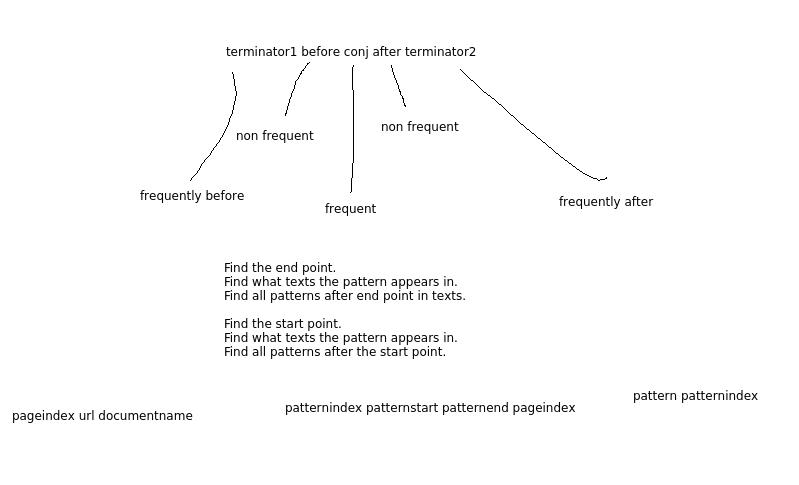 terminator1 before conj after terminator2
non frequent
non frequent
frequently before
frequent
frequently after
Find the end point.
Find what texts the pattern appears in.
Find all patterns after end point in texts.
Find the start point.
Find what texts the pattern appears in.
Find all patterns after the start point.
pageindex url documentname
patternindex patternstart patternend pageindex
pattern patternindex